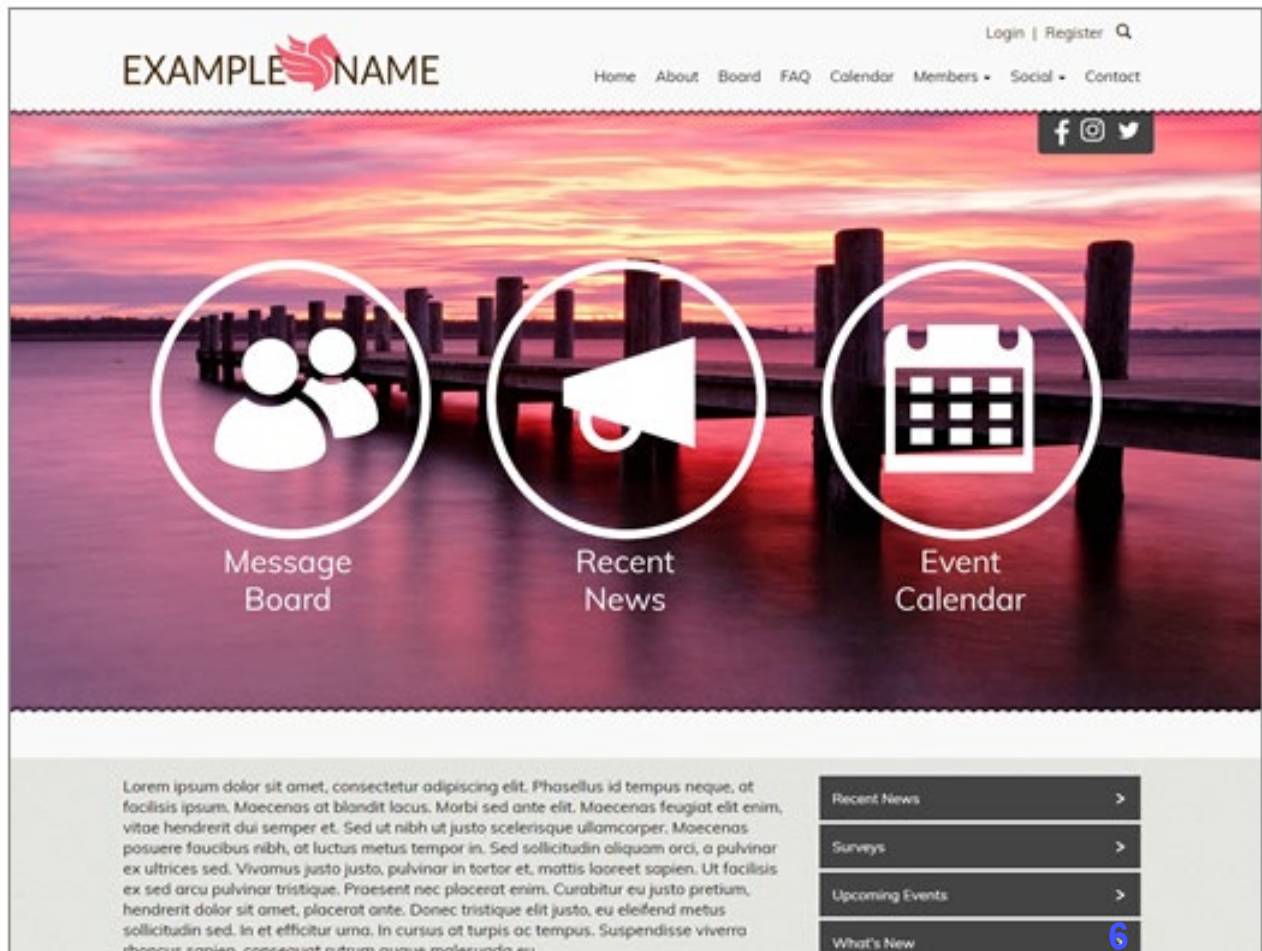 Login | Register
EXAMPLE NAME
Home About Board FAQ Calendar Members Social Contact
Message
Board
Recent
News
Event
Calendar
Lorem ipsum dolor sit amet, consectetur adipiscing elit. Phasellus id tempus neque, at
facilisis ipsum. Maecenas at blandit lacus. Morbi sed ante elit. Maecenas feugiat elit enim,
vitae hendrerit dui semper et. Sed ut nibh ut justo scelerisque ullamcorper. Maecenas
posuere faucibus nibh, at luctus metus tempor in. Sed sollicitudin aliquam orci, a pulvinar
ex ultrices sed. Vivamus justo justo, pulvinar in tortor et, mattis laoreet sapien. Ut facilisis
ex sed arcu pulvinar tristique. Praesent nec placerat enim. Curabitur eu justo pretium,
hendrerit dolor sit amet, placerat ante. Donec tristique elit justo, eu eleifend metus
sollicitudin sed. In et efficitur urna. In cursus at turpis ac tempus. Suspendisse viverra
rhoncus sapien, consequat rutrum augue malesuada eu.
Recent News >
Surveys >
Upcoming Events >
What's New
6